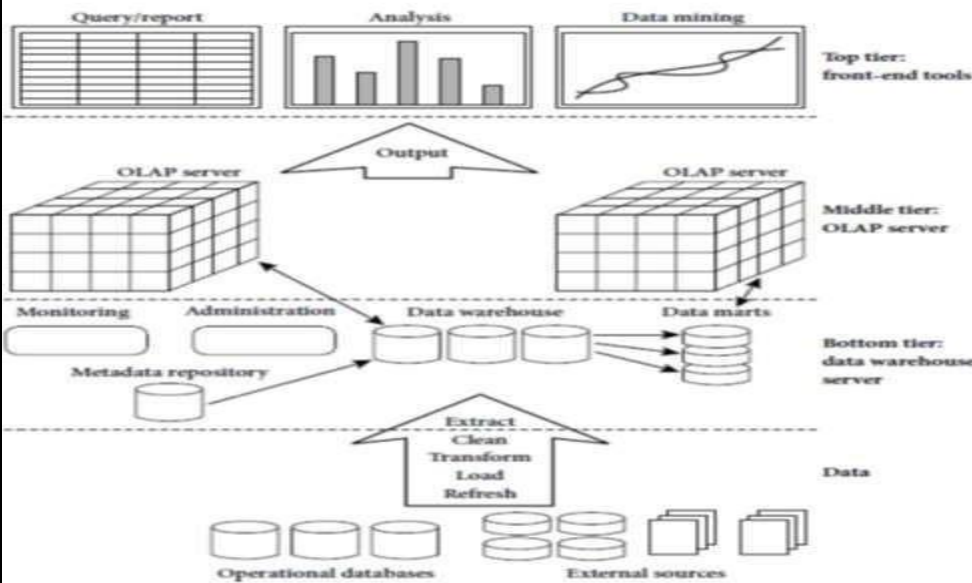 Query/report
Analysis
Data mining
Top tier:
front-end tools
Output
OLAP server
OLAP server
Middle tier:
OLAP server
Monitoring
Administration
Data warehouse
Data marts
Bottom tier:
data warehouse
server
Metadata repository
Extract
Clean
Transform
Load
Refresh
Data
Operational databases
External sources